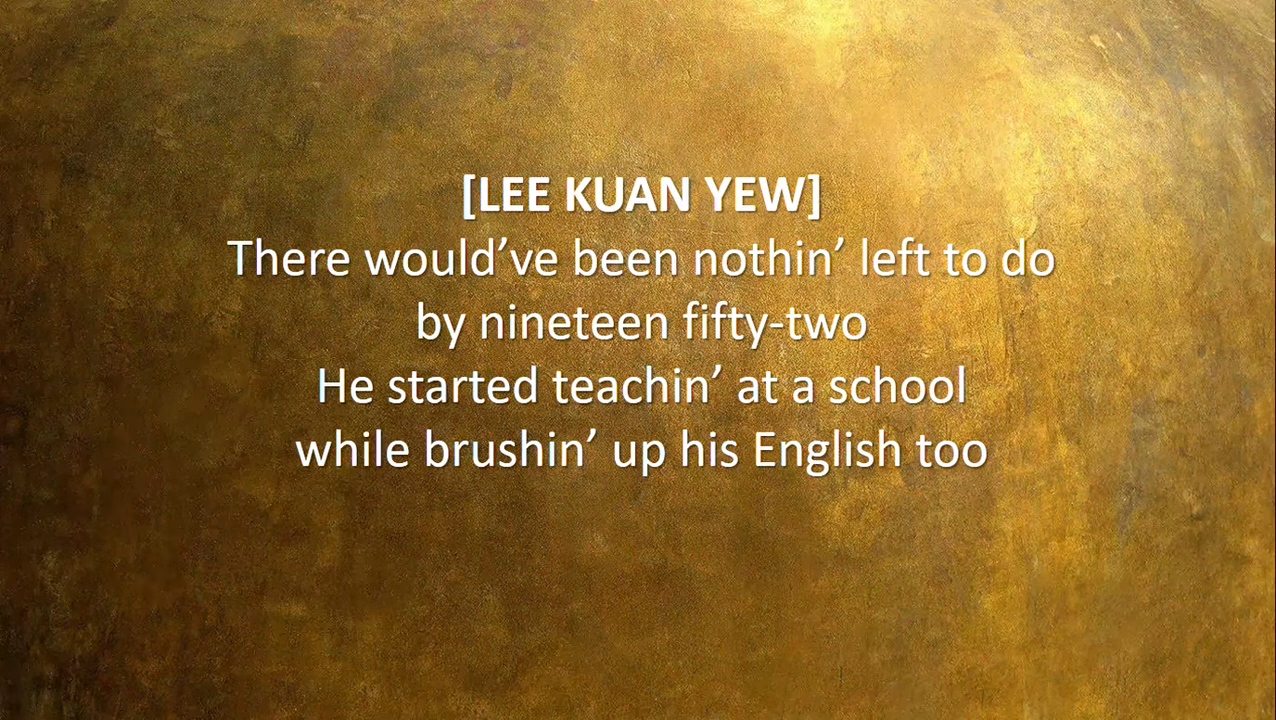 [LEE KUAN YEW]
There would’ve been nothin’ left to do
by nineteen fifty-two
He started teachin’ at a school
while brushin’ up his English too